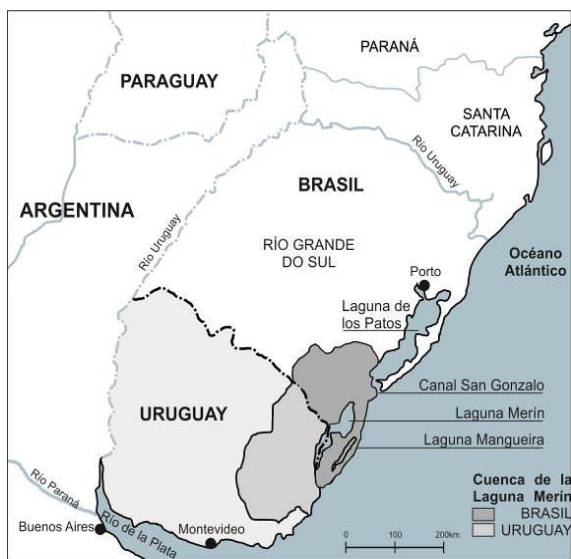 PARANÁ
PARAGUAY
SANTA
CATARINA
Río Uruguay
BRASIL
ARGENTINA
Río Uruguay
RÍO GRANDE
DO SUL
Océano
Atlántico
Porto
Laguna de
los Patos
Canal San Gonzalo
URUGUAY
Laguna Merín
Laguna Mangueira
Río Paraná
Cuenca de la
Laguna Merín
BRASIL
URUGUAY
Buenos Aires
Río de la Plata
Montevideo
0 100 200km